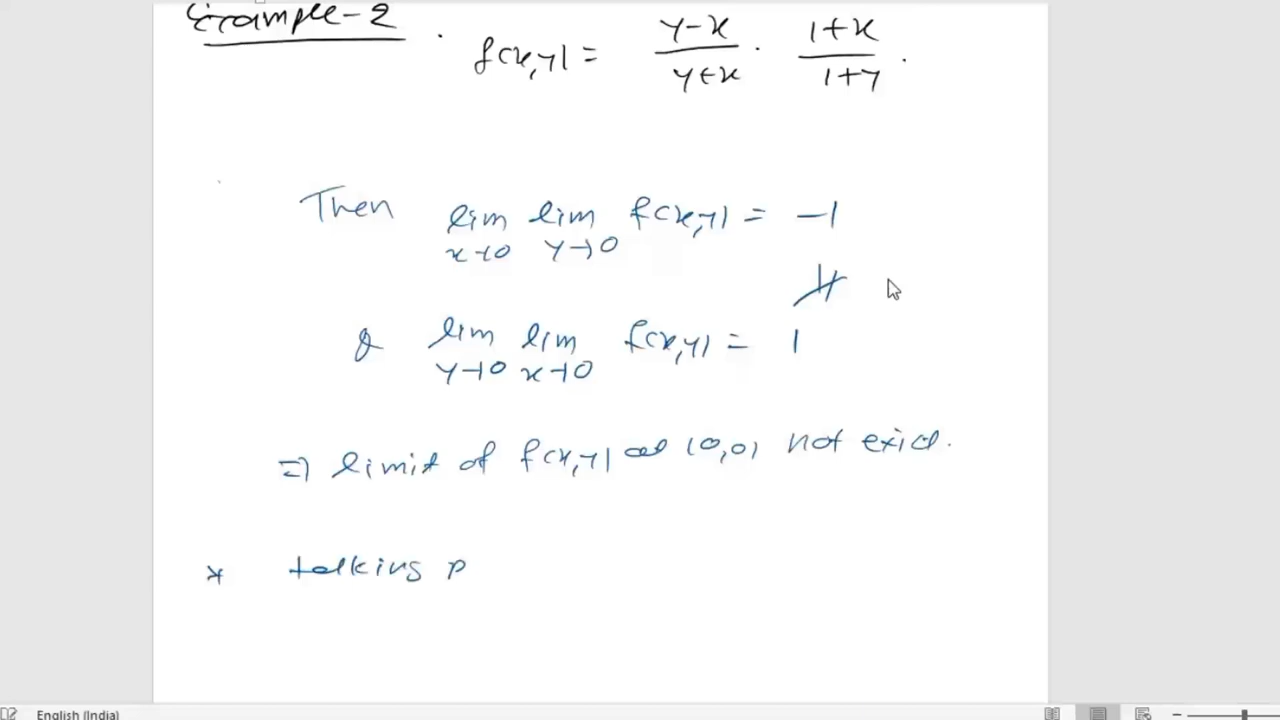 Example-2 . f(x,y) = y-x / y+x . 1+x / 1+y .
Then lim x→0 lim y→0 f(x,y) = -1
≠
& lim y→0 lim x→0 f(x,y) = 1
⇒ limit of f(x,y) at (0,0) not exist.
* talking p
English (India)